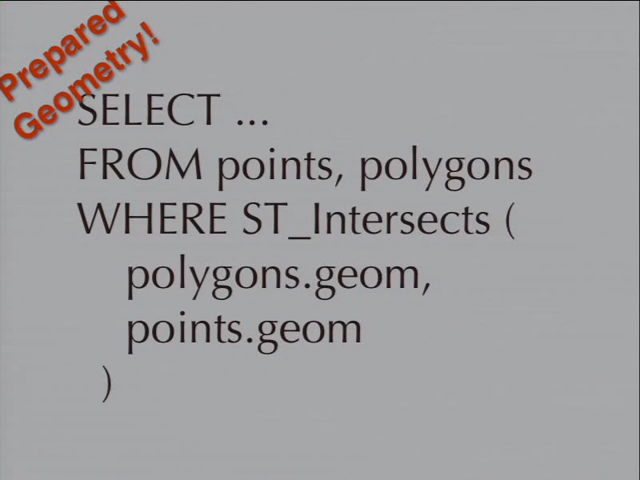 Prepared
Geometry!
SELECT ...
FROM points, polygons
WHERE ST_Intersects (
polygons.geom,
points.geom
)